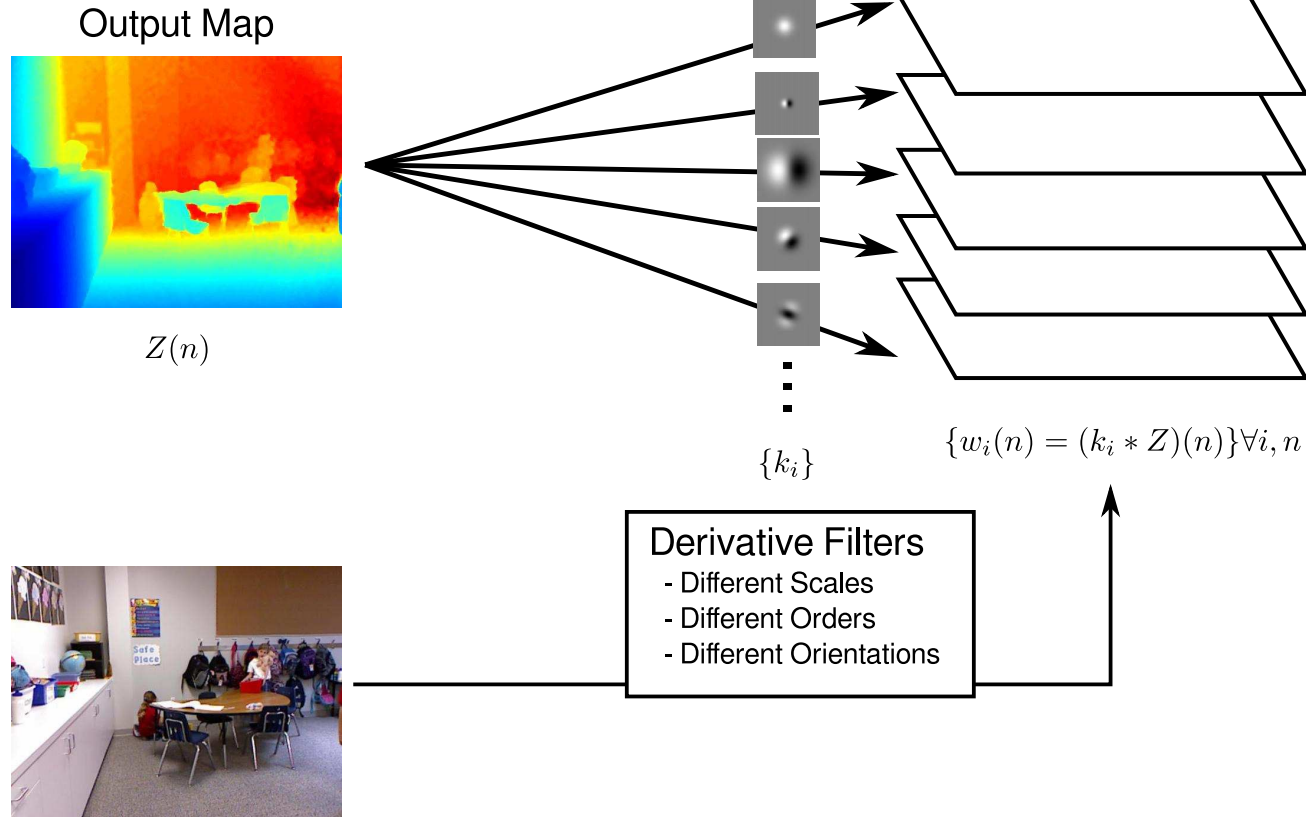 Output Map
Z(n)
{k_i}
{w_i(n) = (k_i * Z)(n)}∀i, n
Derivative Filters
- Different Scales
- Different Orders
- Different Orientations
Safe
Place